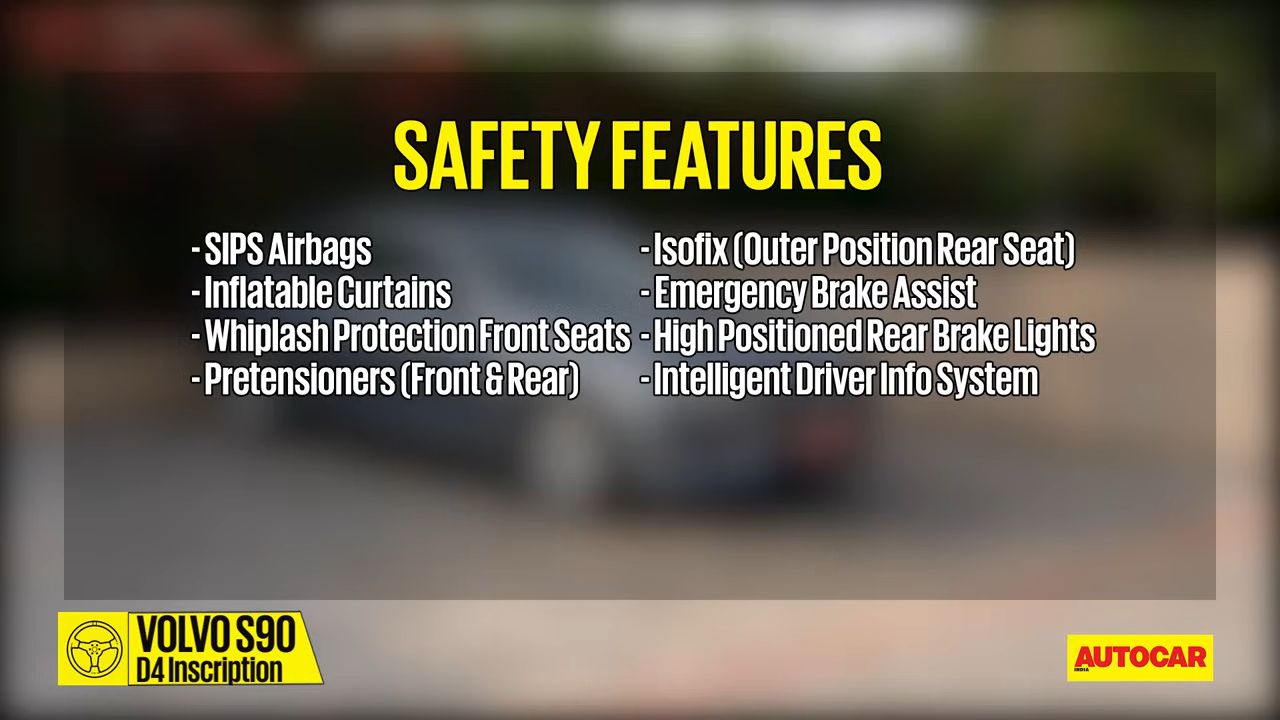 SAFETY FEATURES
- SIPS Airbags
- Inflatable Curtains
- Whiplash Protection Front Seats
- Pretensioners (Front & Rear)
- Isofix (Outer Position Rear Seat)
- Emergency Brake Assist
- High Positioned Rear Brake Lights
- Intelligent Driver Info System
VOLVO S90
D4 Inscription
AUTOCAR
INDIA